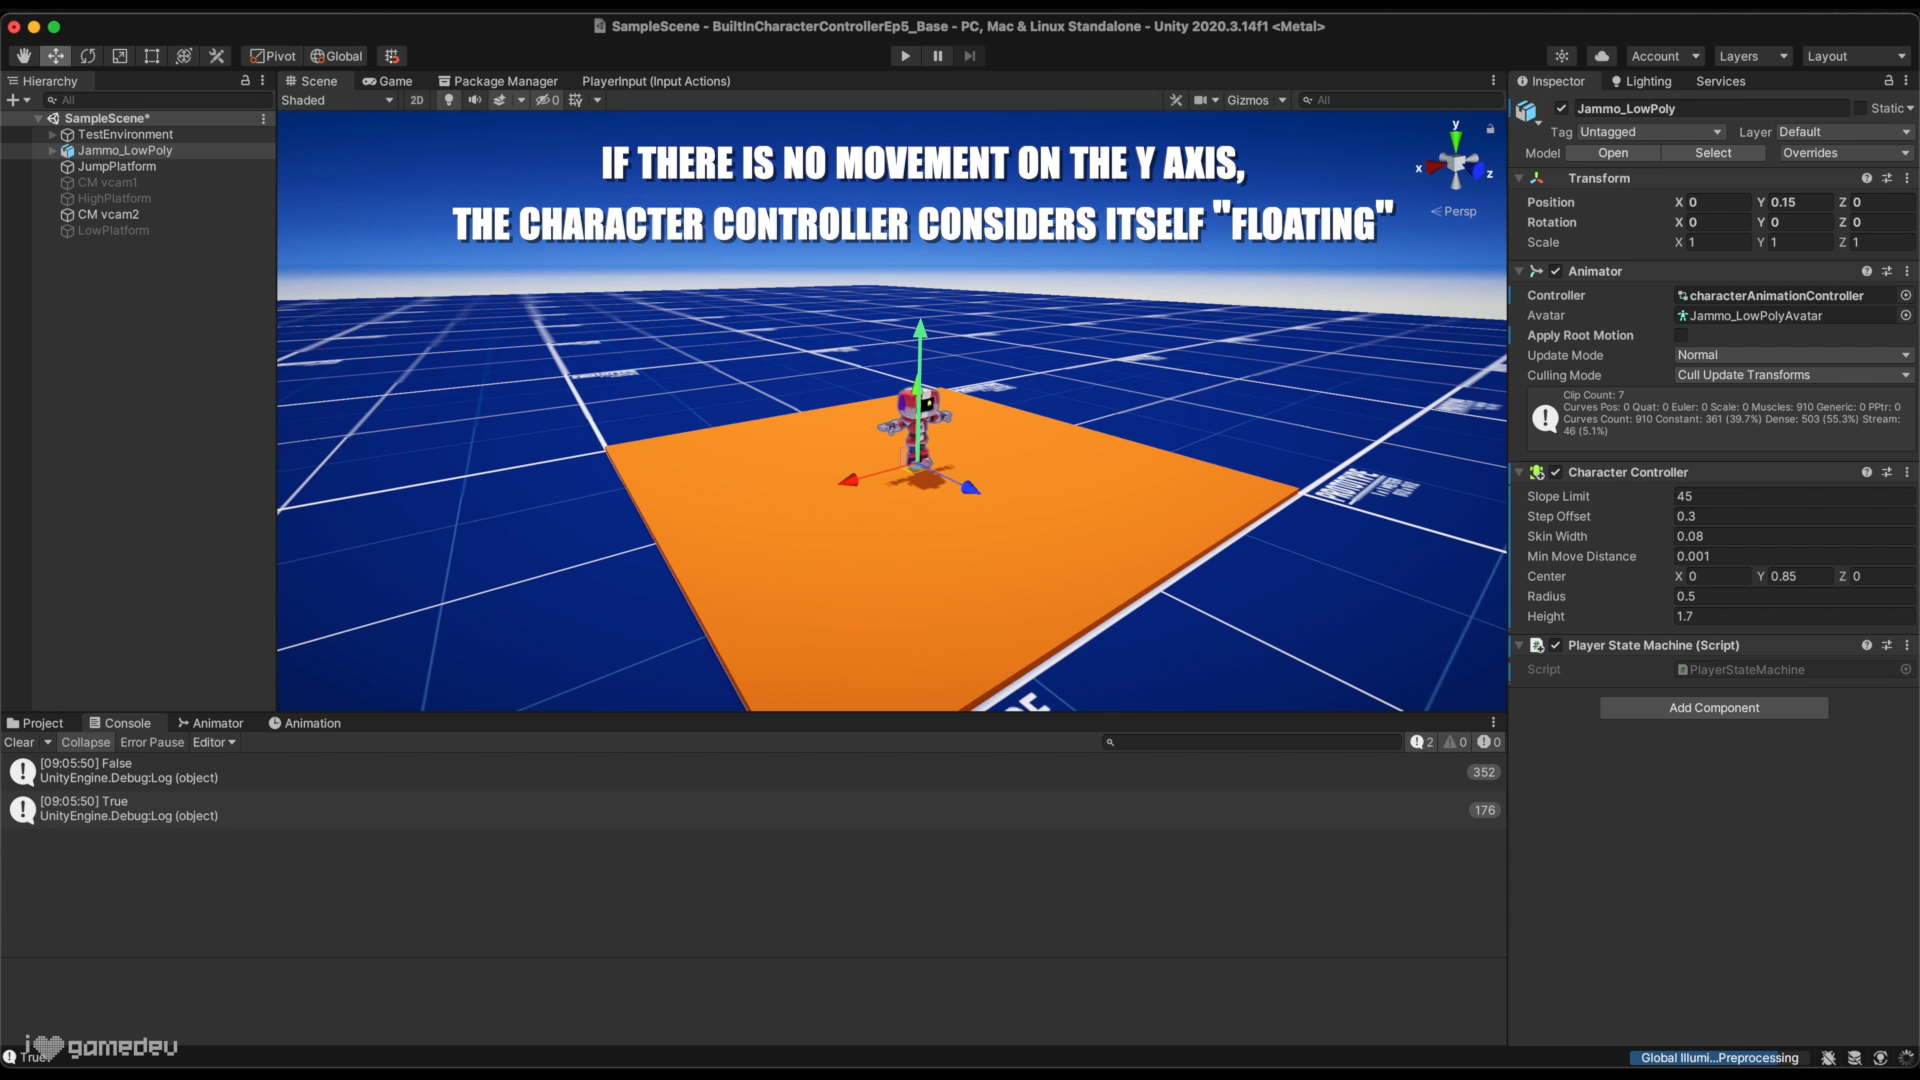 SampleScene - BuiltInCharacterControllerEp5_Base - PC, Mac & Linux Standalone - Unity 2020.3.14f1 <Metal>
Pivot Global Account Layers Layout
Hierarchy Scene Game Package Manager PlayerInput (Input Actions) Inspector Lighting Services
All Shaded 2D 0 Gizmos All
SampleScene*
TestEnvironment
Jammo_LowPoly
JumpPlatform
CM vcam1
HighPlatform
CM vcam2
LowPlatform
IF THERE IS NO MOVEMENT ON THE Y AXIS,
THE CHARACTER CONTROLLER CONSIDERS ITSELF "FLOATING"
y
x
z
Persp
Jammo_LowPoly Static
Tag Untagged Layer Default
Model Open Select Overrides
Transform
Position X 0 Y 0.15 Z 0
Rotation X 0 Y 0 Z 0
Scale X 1 Y 1 Z 1
Animator
Controller characterAnimationController
Avatar Jammo_LowPolyAvatar
Apply Root Motion
Update Mode Normal
Culling Mode Cull Update Transforms
Clip Count: 7
Curves Pos: 0 Quat: 0 Euler: 0 Scale: 0 Muscles: 910 Generic: 0 PPtr: 0
Curves Count: 910 Constant: 361 (39.7%) Dense: 503 (55.3%) Stream:
46 (5.1%)
Character Controller
Slope Limit 45
Step Offset 0.3
Skin Width 0.08
Min Move Distance 0.001
Center X 0 Y 0.85 Z 0
Radius 0.5
Height 1.7
Player State Machine (Script)
Script PlayerStateMachine
Add Component
Project Console Animator Animation
Clear Collapse Error Pause Editor 2 0 0
[09:05:50] False
UnityEngine.Debug:Log (object)
352
[09:05:50] True
UnityEngine.Debug:Log (object)
176
i gamedev
True
Global Illumi...Preprocessing